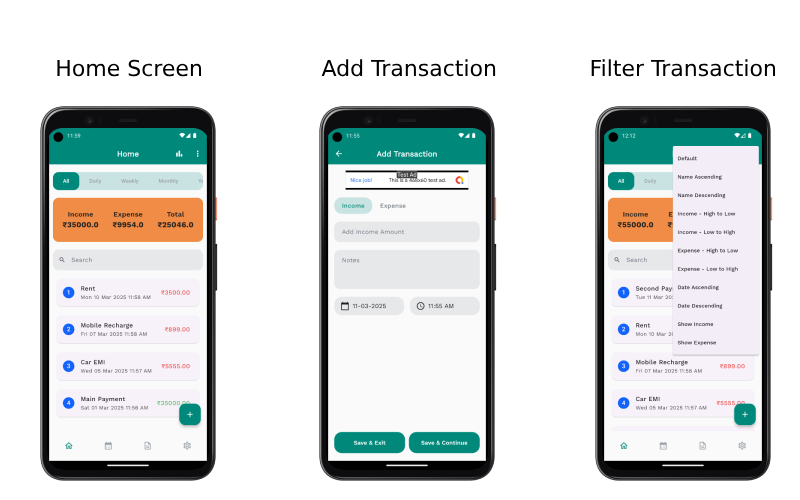 Home Screen
Add Transaction
Filter Transaction
11:59
Home
All Daily Weekly Monthly
Income Expense Total
₹35000.0 ₹9954.0 ₹25046.0
Search
1 Rent ₹3500.00
Mon 10 Mar 2025 11:58 AM
2 Mobile Recharge ₹899.00
Fri 07 Mar 2025 11:58 AM
3 Car EMI ₹5555.00
Wed 05 Mar 2025 11:57 AM
4 Main Payment ₹35000.00
Sat 01 Mar 2025 11:56 AM
+
11:55
Add Transaction
Test Ad
Nice job! This is a 468x60 test ad.
Income Expense
Add Income Amount
Notes
11-03-2025 11:55 AM
Save & Exit Save & Continue
12:12
All Daily
Income
₹55000.0
Search
1 Second Pay
Tue 11 Mar 20
2 Rent
Mon 10 Mar 2
3 Mobile Recharge ₹899.00
Fri 07 Mar 2025 11:58 AM
4 Car EMI ₹5555.00
Wed 05 Mar 2025 11:57 AM
+
Default
Name Ascending
Name Descending
Income - High to Low
Income - Low to High
Expense - High to Low
Expense - Low to High
Date Ascending
Date Descending
Show Income
Show Expense